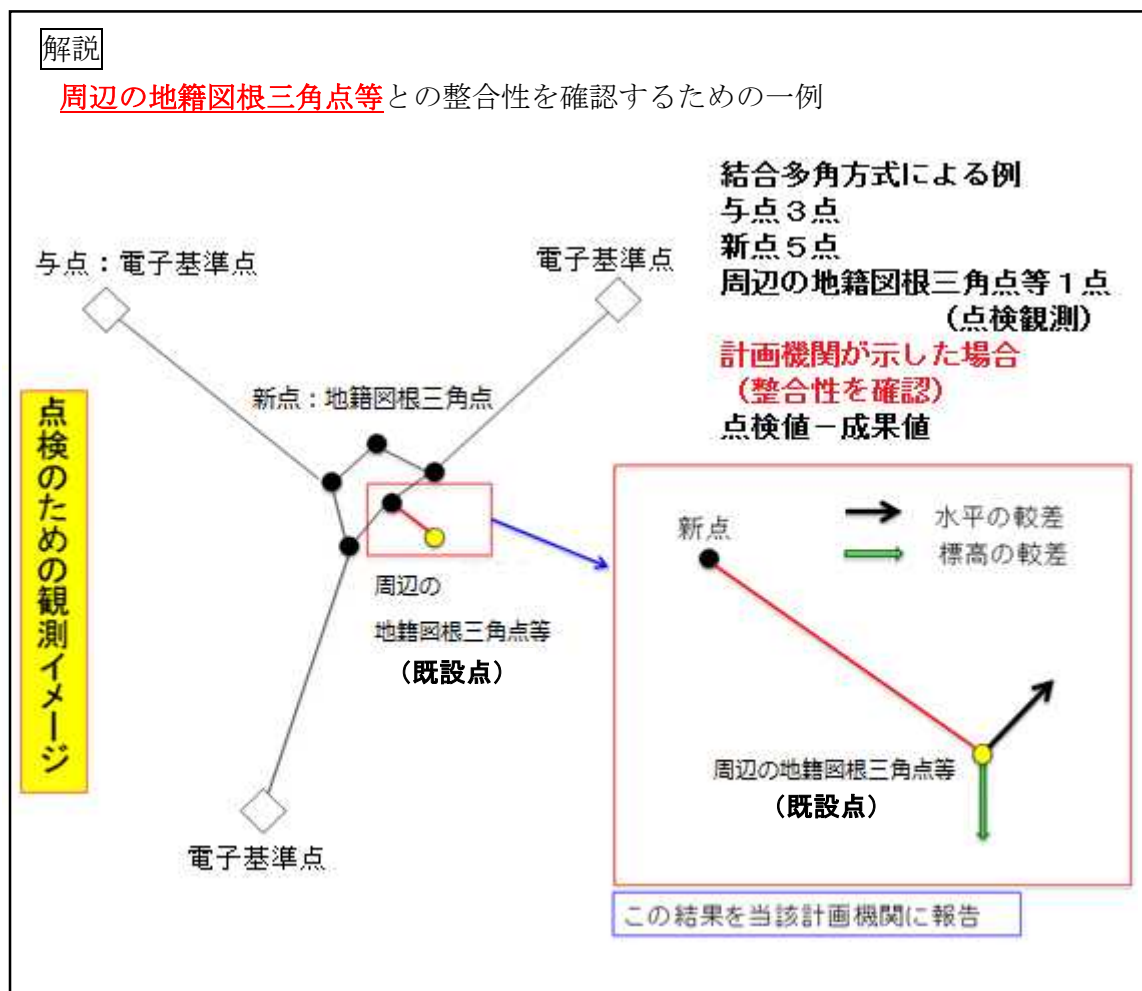 解説
周辺の地籍図根三角点等との整合性を確認するための一例
結合多角方式による例
与点３点
新点５点
周辺の地籍図根三角点等１点
（点検観測）
計画機関が示した場合
（整合性を確認）
点検値－成果値
与点：電子基準点
電子基準点
新点：地籍図根三角点
点検のための観測イメージ
周辺の
地籍図根三角点等
（既設点）
電子基準点
新点
水平の較差
標高の較差
周辺の地籍図根三角点等
（既設点）
この結果を当該計画機関に報告